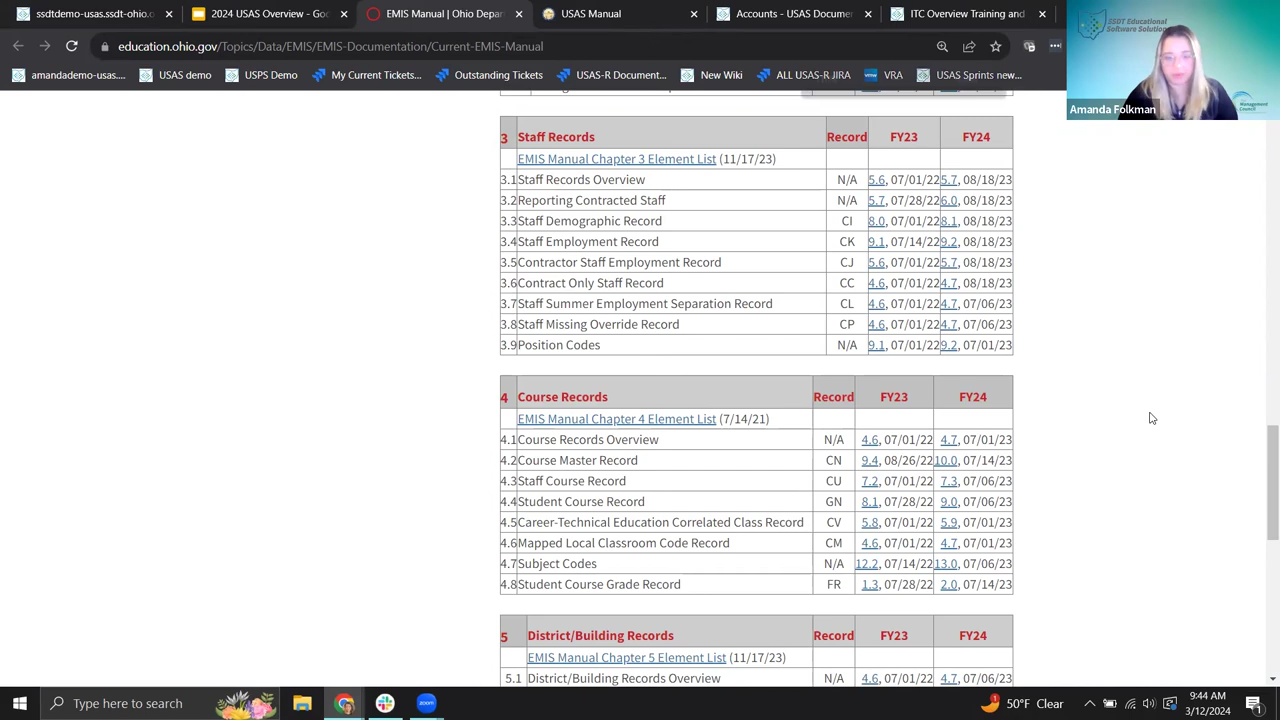 ssdtdemo-us... | ssdt-ohio.
2024 USAS Overview - Goo
EMIS Manual | Ohio Depar
USAS Manual
Accounts - USAS Documen
ITC Overview Training and
education.ohio.gov/Topics/Data/EMIS/EMIS-Documentation/Current-EMIS-Manual
amandademo-usas.... USAS demo USPS Demo My Current Tickets... Outstanding Tickets USAS-R Document... New Wiki ALL USAS-R JIRA VRA USAS Sprints new...
SSDT Educational
Software Solutions
Amanda Folkman
Management
Council
3 Staff Records Record FY23 FY24
EMIS Manual Chapter 3 Element List (11/17/23)
3.1 Staff Records Overview N/A 5.6, 07/01/22 5.7, 08/18/23
3.2 Reporting Contracted Staff N/A 5.7, 07/28/22 6.0, 08/18/23
3.3 Staff Demographic Record CI 8.0, 07/01/22 8.1, 08/18/23
3.4 Staff Employment Record CK 9.1, 07/14/22 9.2, 08/18/23
3.5 Contractor Staff Employment Record CJ 5.6, 07/01/22 5.7, 08/18/23
3.6 Contract Only Staff Record CC 4.6, 07/01/22 4.7, 08/18/23
3.7 Staff Summer Employment Separation Record CL 4.6, 07/01/22 4.7, 07/06/23
3.8 Staff Missing Override Record CP 4.6, 07/01/22 4.7, 07/06/23
3.9 Position Codes N/A 9.1, 07/01/22 9.2, 07/01/23
4 Course Records Record FY23 FY24
EMIS Manual Chapter 4 Element List (7/14/21)
4.1 Course Records Overview N/A 4.6, 07/01/22 4.7, 07/01/23
4.2 Course Master Record CN 9.4, 08/26/22 10.0, 07/14/23
4.3 Staff Course Record CU 7.2, 07/01/22 7.3, 07/06/23
4.4 Student Course Record GN 8.1, 07/28/22 9.0, 07/06/23
4.5 Career-Technical Education Correlated Class Record CV 5.8, 07/01/22 5.9, 07/01/23
4.6 Mapped Local Classroom Code Record CM 4.6, 07/01/22 4.7, 07/01/23
4.7 Subject Codes N/A 12.2, 07/14/22 13.0, 07/06/23
4.8 Student Course Grade Record FR 1.3, 07/28/22 2.0, 07/14/23
5 District/Building Records Record FY23 FY24
EMIS Manual Chapter 5 Element List (11/17/23)
5.1 District/Building Records Overview N/A 4.6, 07/01/22 4.7, 07/01/23
Type here to search
zoom
1
50°F Clear
9:44 AM
3/12/2024
1